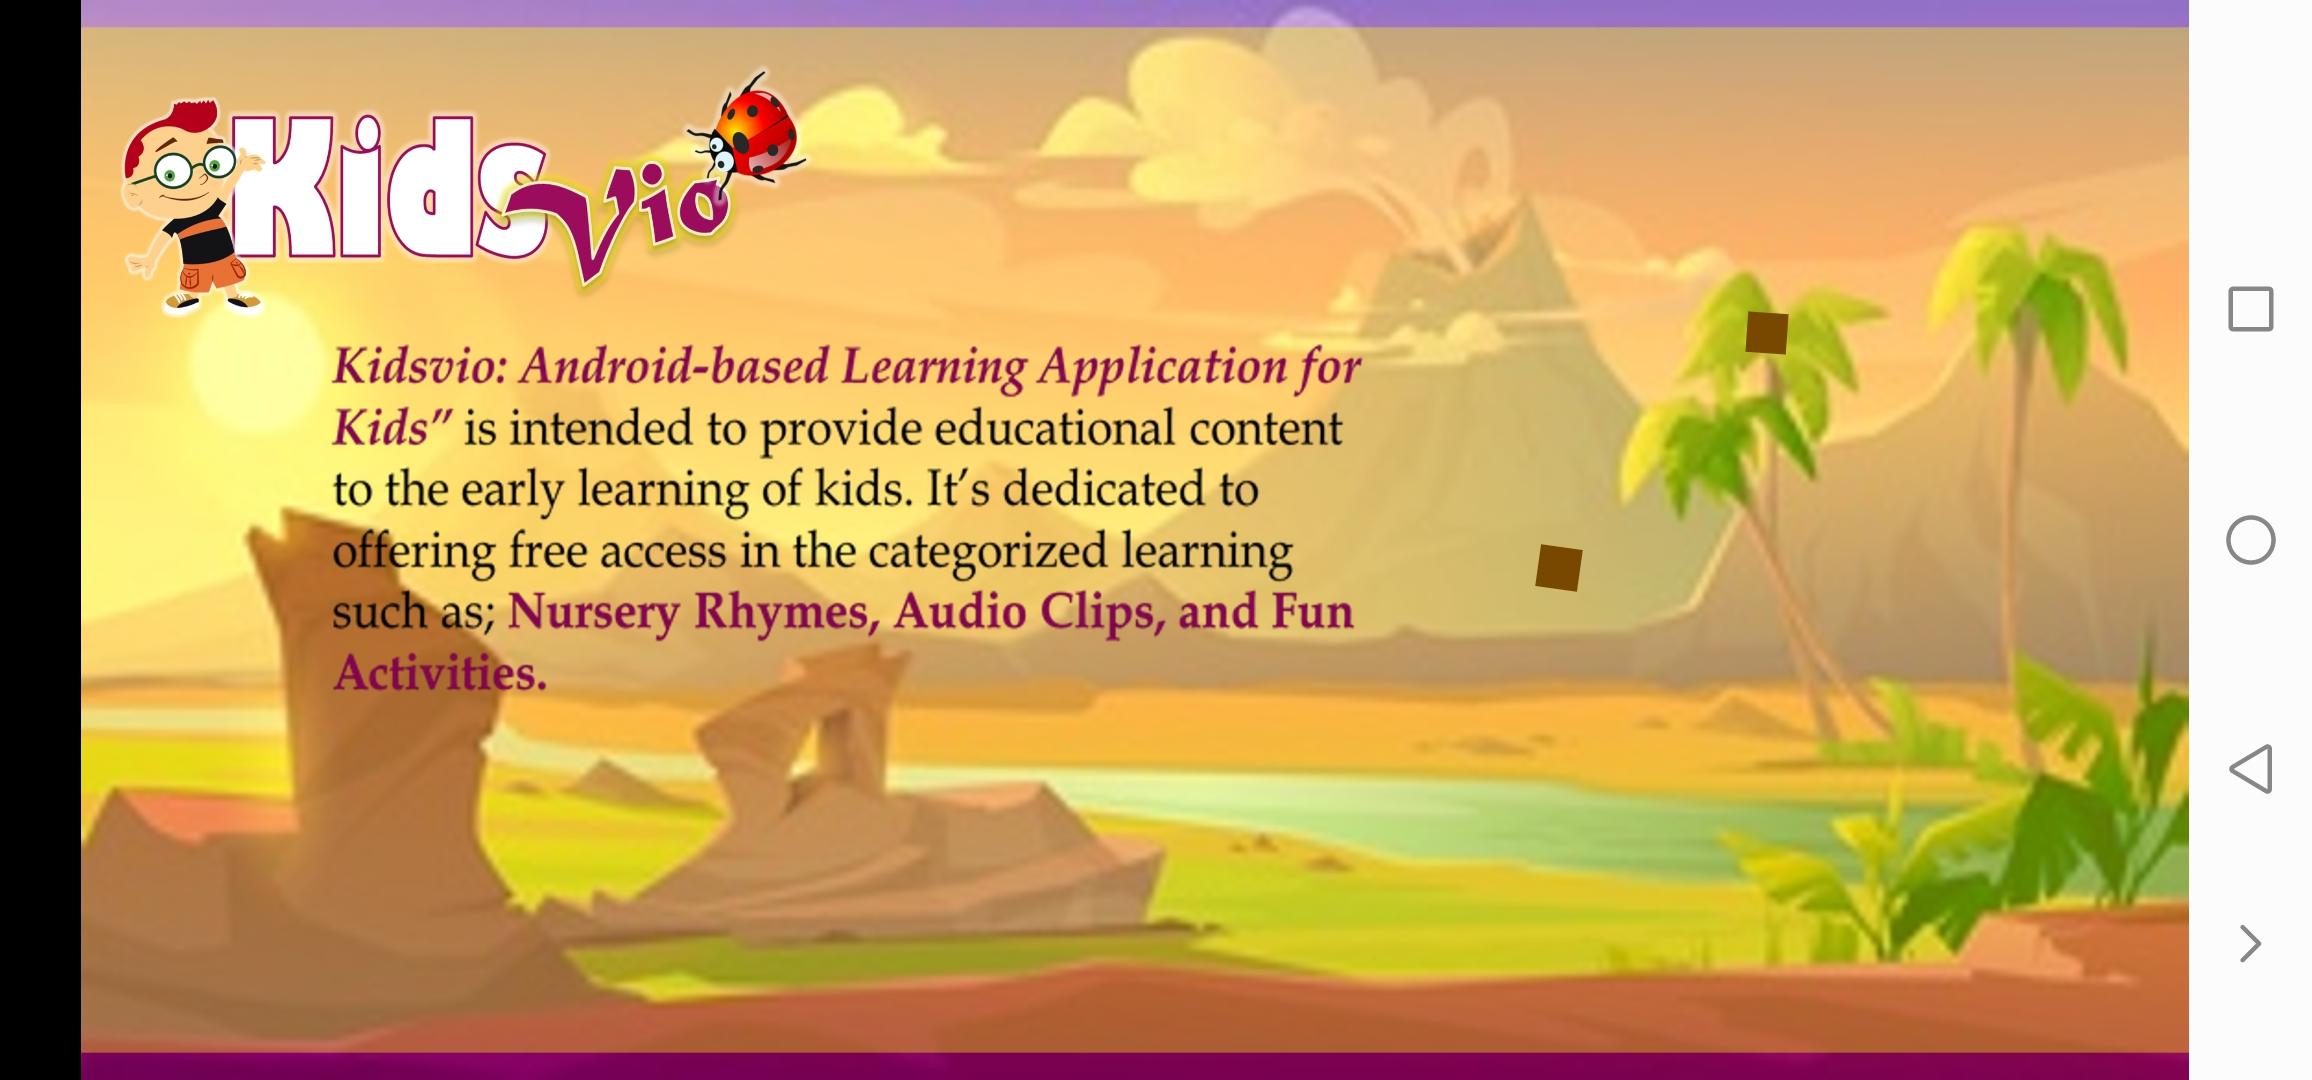 Kidsvio
Kidsvio: Android-based Learning Application for
Kids” is intended to provide educational content
to the early learning of kids. It’s dedicated to
offering free access in the categorized learning
such as; Nursery Rhymes, Audio Clips, and Fun
Activities.